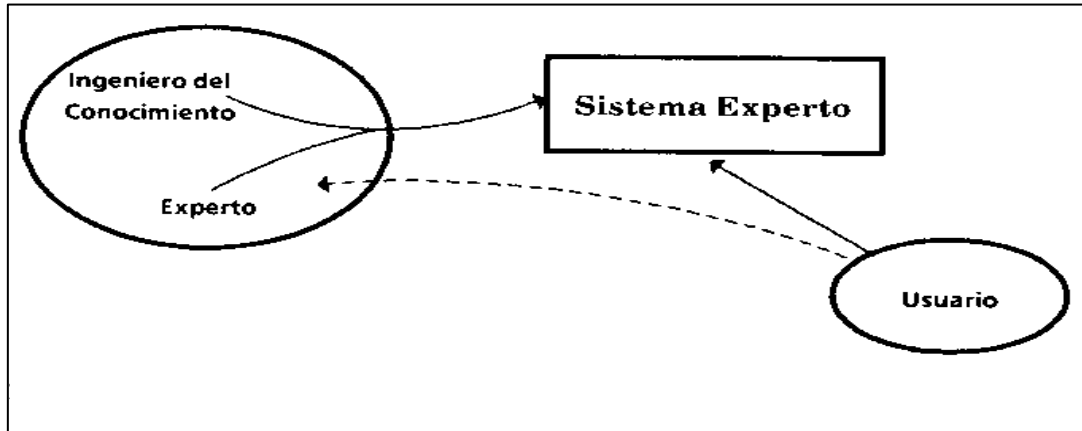 Ingeniero del
Conocimiento
Sistema Experto
Experto
Usuario